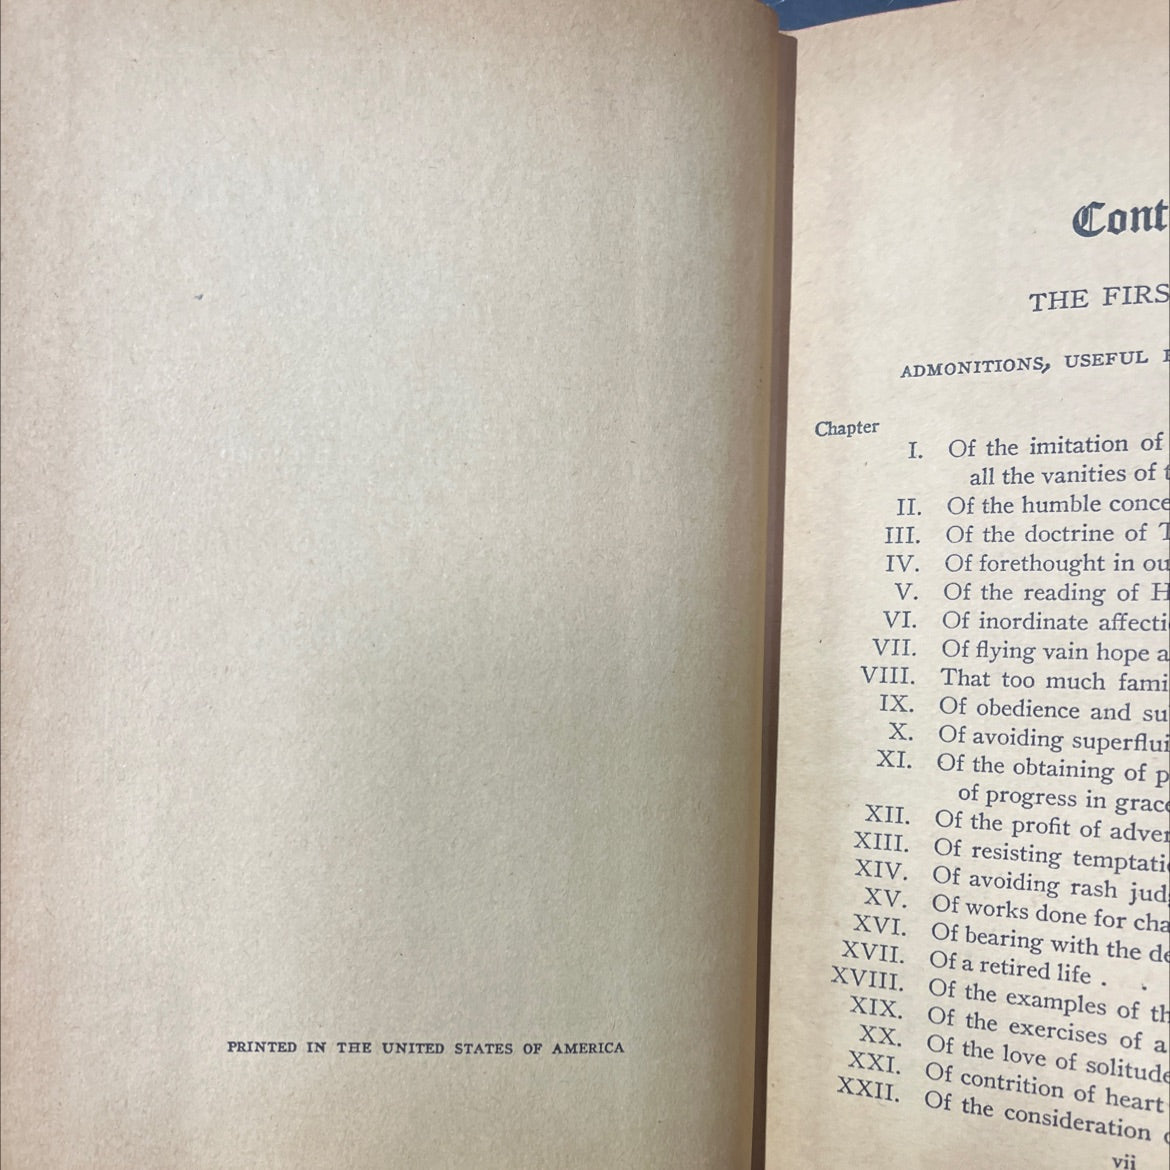 PRINTED IN THE UNITED STATES OF AMERICA
Cont
THE FIRS
ADMONITIONS, USEFUL
Chapter
I. Of the imitation of
all the vanities of t
II. Of the humble conce
III. Of the doctrine of T
IV. Of forethought in ou
V. Of the reading of H
VI. Of inordinate affecti
VII. Of flying vain hope a
VIII. That too much fami
IX. Of obedience and su
X. Of avoiding superflui
XI. Of the obtaining of p
of progress in grace
XII. Of the profit of adver
XIII. Of resisting temptati
XIV. Of avoiding rash jud
XV. Of works done for cha
XVI. Of bearing with the de
XVII. Of a retired life . .
XVIII. Of the examples of th
XIX. Of the exercises of a
XX. Of the love of solitude
XXI. Of contrition of heart
XXII. Of the consideration
vii